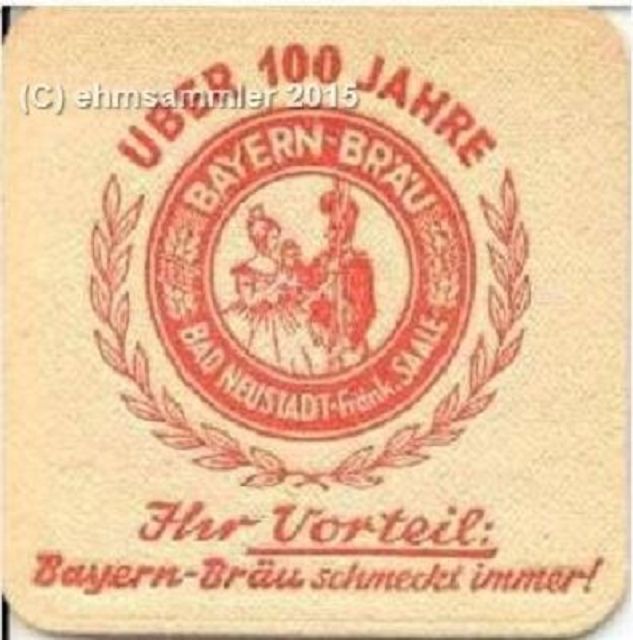 ÜBER 100 JAHRE
(C) ehmsammler 2015
BAYERN-BRÄU
BAD NEUSTADT-Fränk. SAALE
Ihr Vorteil:
Bayern-Bräu schmeckt immer!